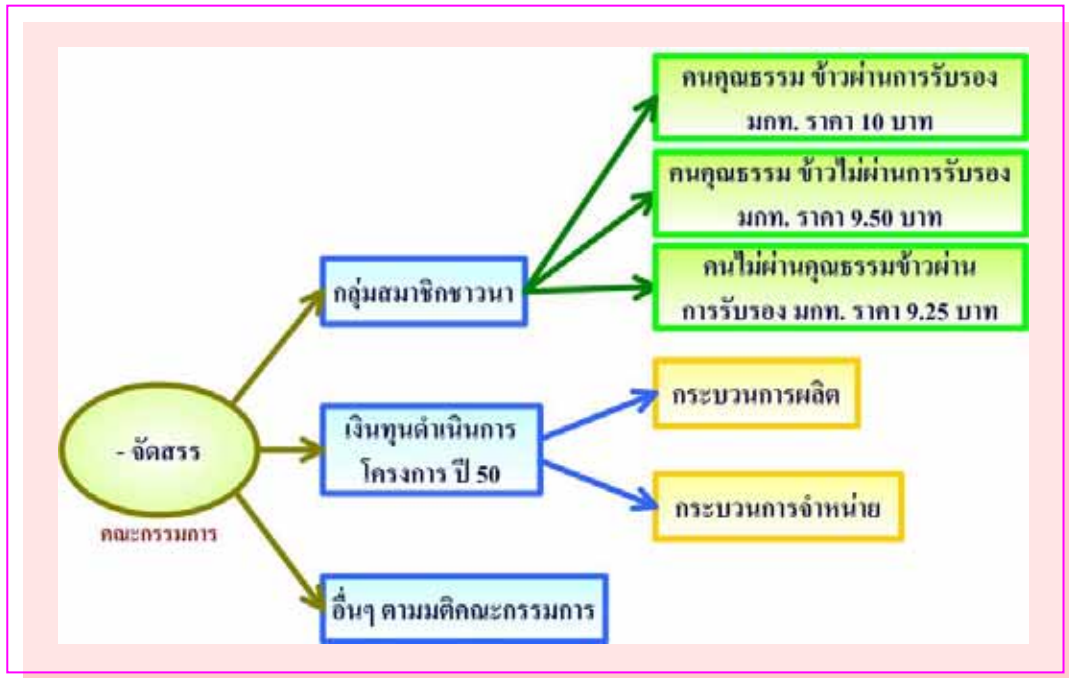 คนคุณธรรม ข้าวผ่านการรับรอง
มกท. ราคา 10 บาท
คนคุณธรรม ข้าวไม่ผ่านการรับรอง
มกท. ราคา 9.50 บาท
คนไม่ผ่านคุณธรรมข้าวผ่าน
การรับรอง มกท. ราคา 9.25 บาท
กลุ่มสมาชิกชาวนา
กระบวนการผลิต
เงินทุนดำเนินการ
โครงการ ปี 50
- จัดสรร
กระบวนการจำหน่าย
คณะกรรมการ
อื่นๆ ตามมติคณะกรรมการ